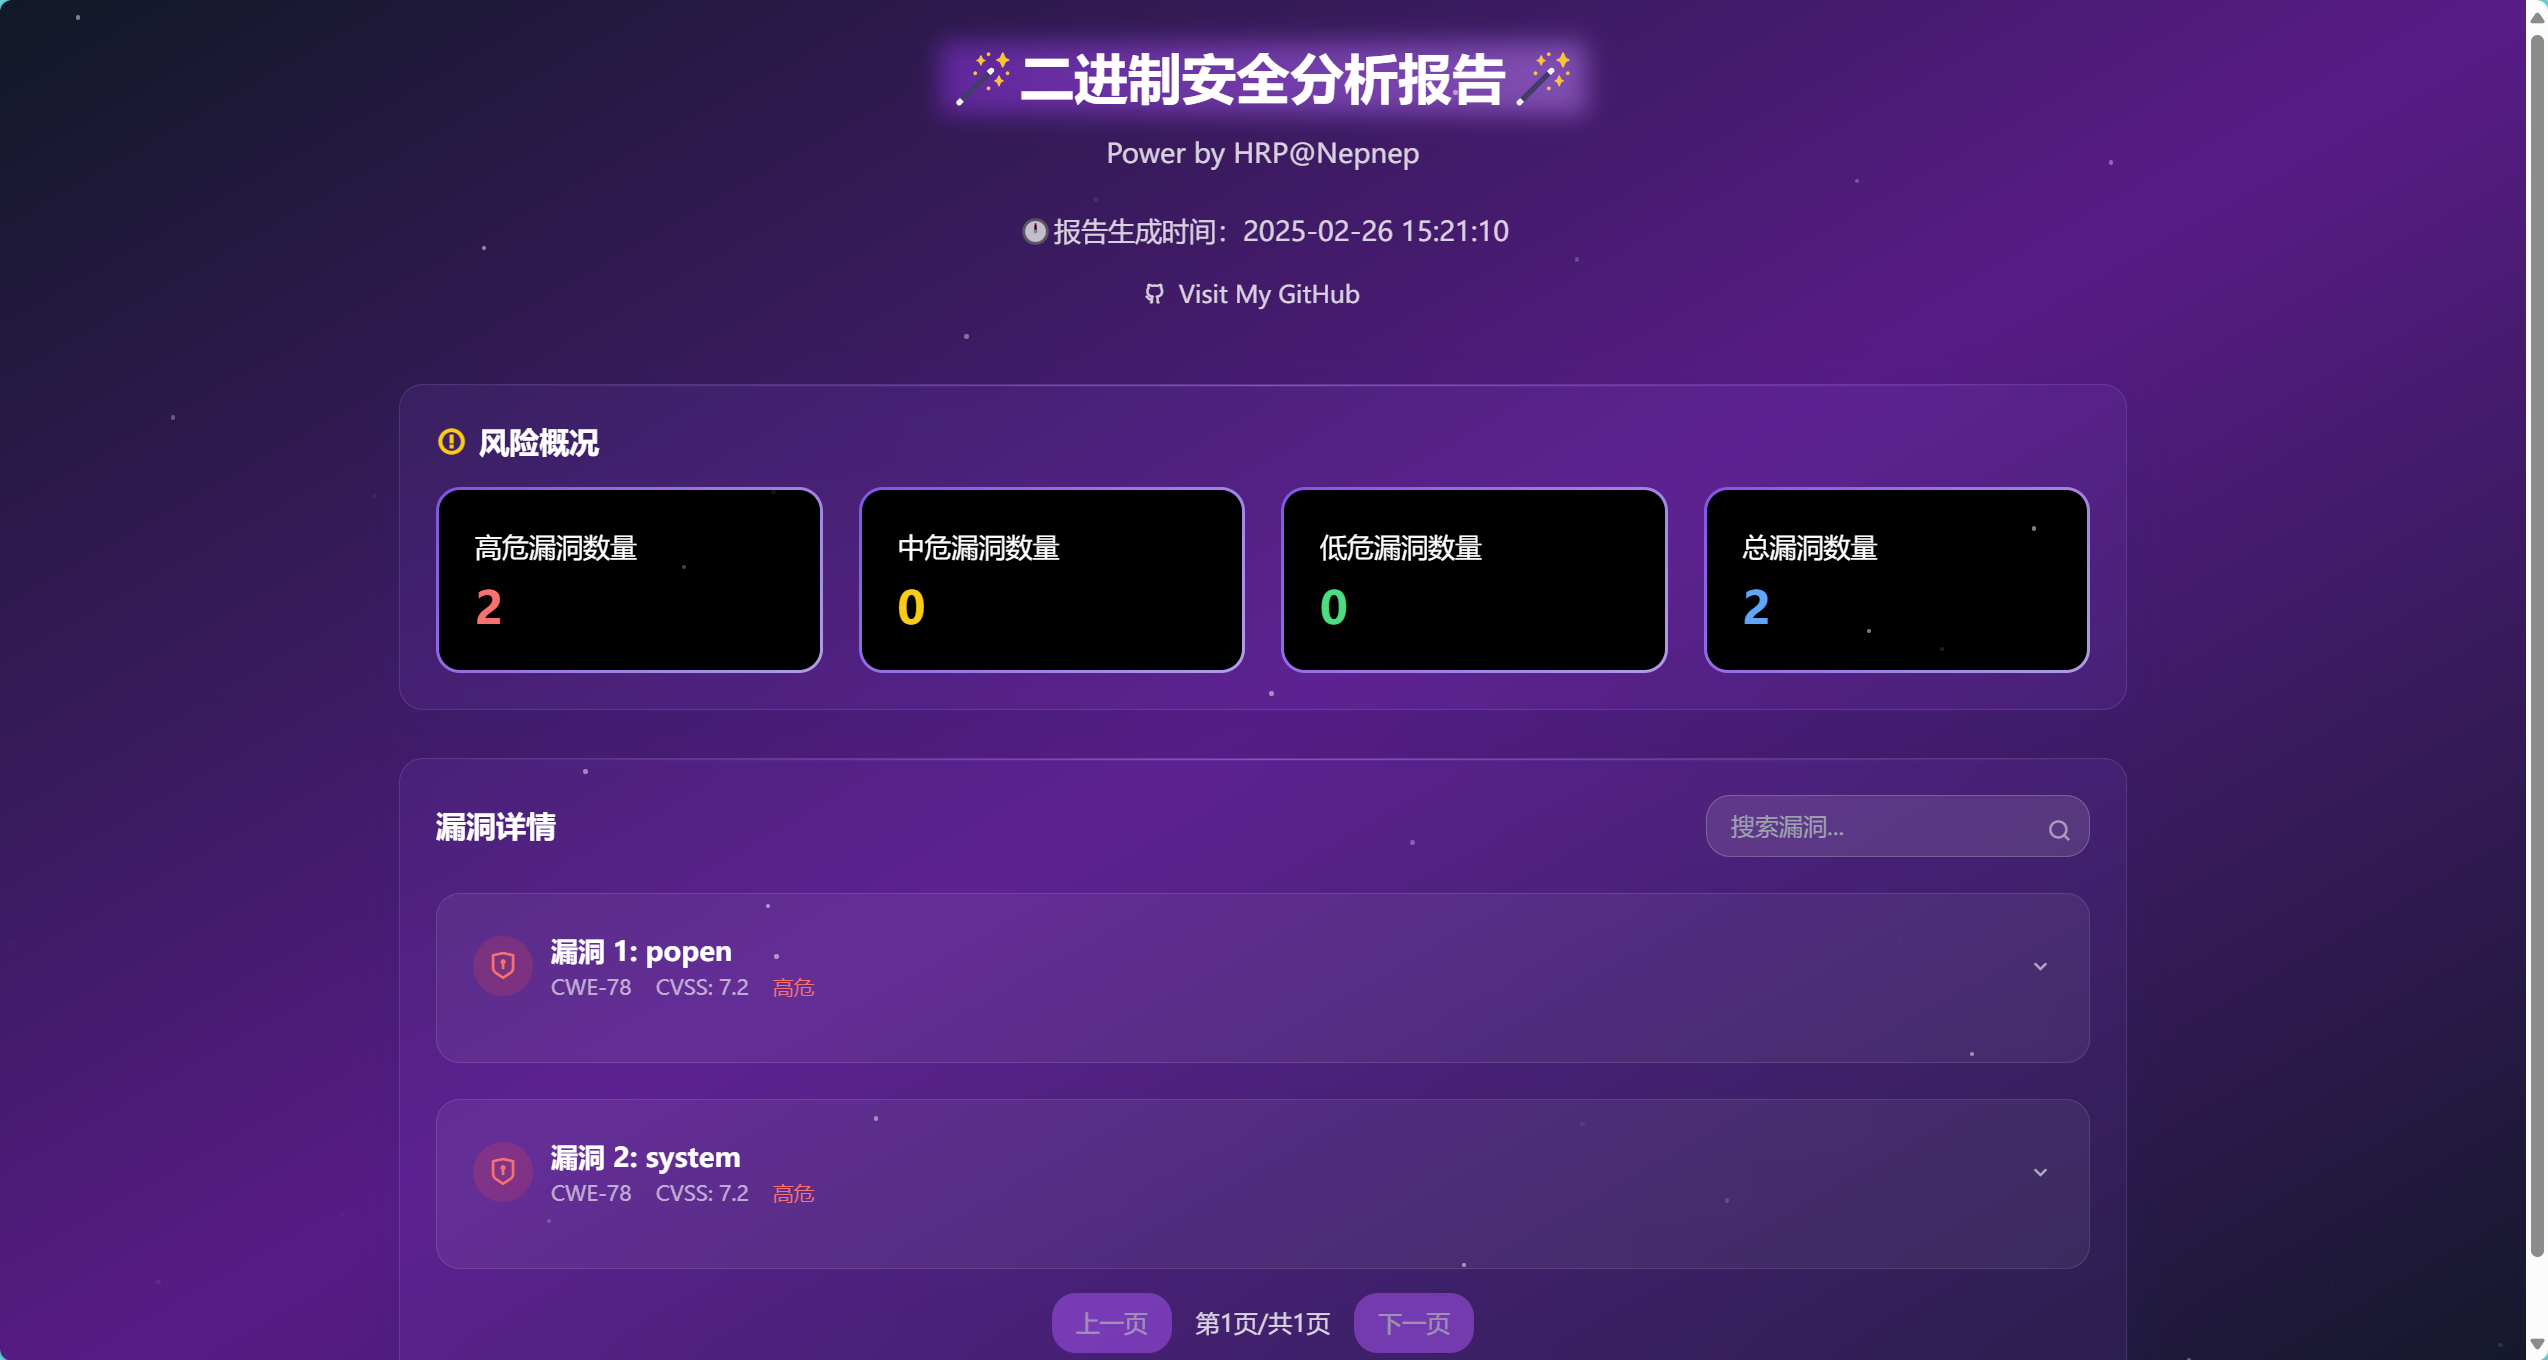 二进制安全分析报告
Power by HRP@Nepnep
报告生成时间：2025-02-26 15:21:10
Visit My GitHub
风险概况
高危漏洞数量
2
中危漏洞数量
0
低危漏洞数量
0
总漏洞数量
2
漏洞详情
搜索漏洞...
漏洞 1: popen
CWE-78 CVSS: 7.2 高危
漏洞 2: system
CWE-78 CVSS: 7.2 高危
上一页 第1页/共1页 下一页